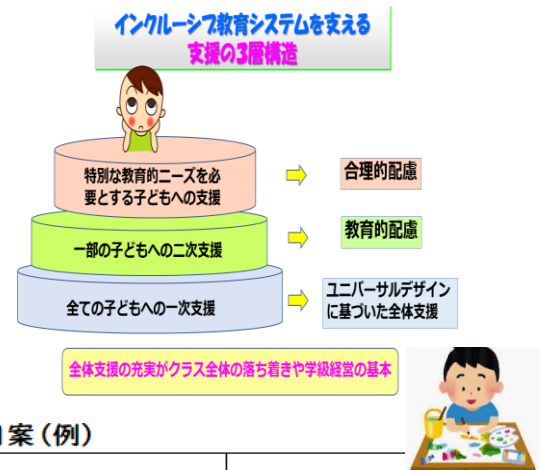 インクルーシブ教育システムを支える
支援の3層構造
特別な教育的ニーズを必
要とする子どもへの支援
合理的配慮
一部の子どもへの二次支援
教育的配慮
全ての子どもへの一次支援
ユニバーサルデザイン
に基づいた全体支援
全体支援の充実がクラス全体の落ち着きや学級経営の基本
案（例）